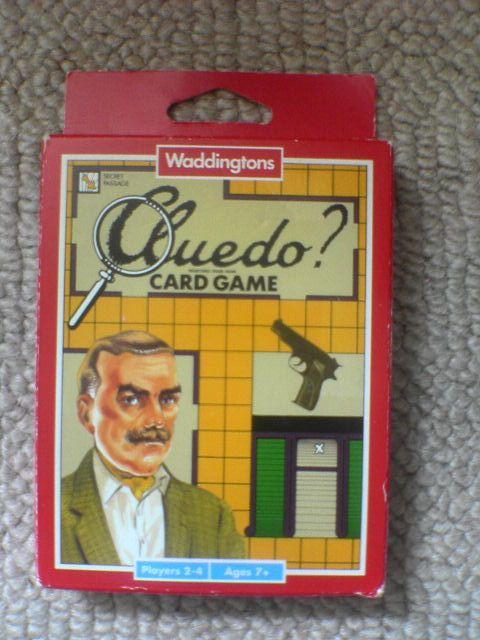 Waddingtons
SECRET
PASSAGE
Cluedo?
CARD GAME
X
Players 2-4
Ages 7+